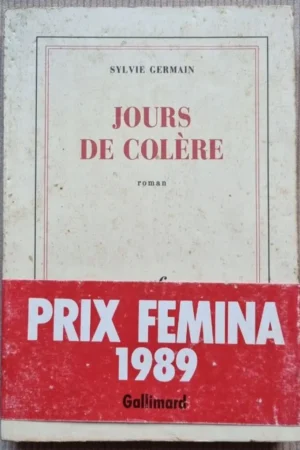 SYLVIE GERMAIN
JOURS
DE COLÈRE
roman
PRIX FEMINA
1989
Gallimard